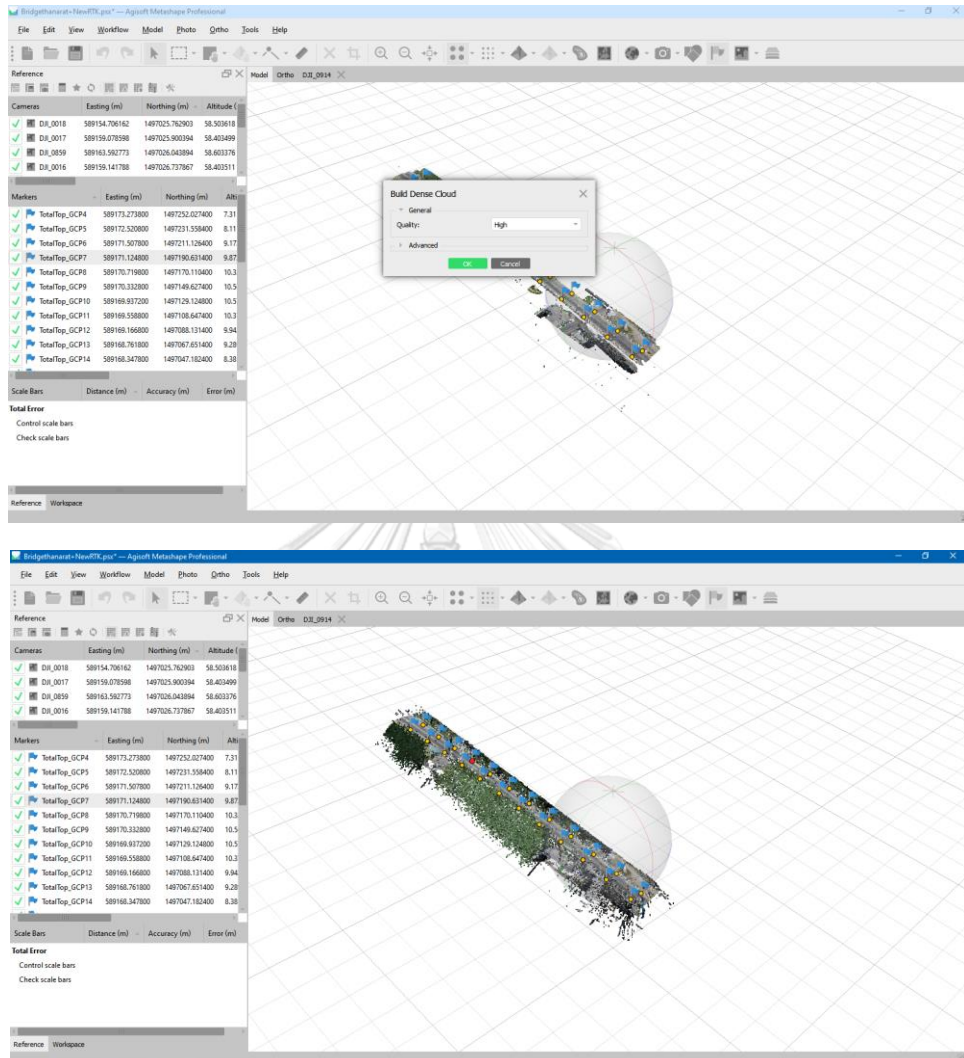 Bridgethanarat+NewRTK.psx* — Agisoft Metashape Professional
File Edit View Workflow Model Photo Ortho Tools Help
Reference
Model Ortho DJI_0914
Cameras Easting (m) Northing (m) Altitude (
DJI_0018 589154.706162 1497025.762903 58.503618
DJI_0017 589159.078598 1497025.900394 58.403499
DJI_0859 589163.592773 1497026.043894 58.603376
DJI_0016 589159.141788 1497026.737867 58.403511
Markers Easting (m) Northing (m) Alti
TotalTop_GCP4 589173.273800 1497252.027400 7.31
TotalTop_GCP5 589172.520800 1497231.558400 8.11
TotalTop_GCP6 589171.507800 1497211.126400 9.17
TotalTop_GCP7 589171.124800 1497190.631400 9.87
TotalTop_GCP8 589170.719800 1497170.110400 10.3
TotalTop_GCP9 589170.332800 1497149.627400 10.5
TotalTop_GCP10 589169.937200 1497129.124800 10.5
TotalTop_GCP11 589169.558800 1497108.647400 10.3
TotalTop_GCP12 589169.166800 1497088.131400 9.94
TotalTop_GCP13 589168.761800 1497067.651400 9.28
TotalTop_GCP14 589168.347800 1497047.182400 8.38
Scale Bars Distance (m) Accuracy (m) Error (m)
Total Error
Control scale bars
Check scale bars
Reference Workspace
Build Dense Cloud
General
Quality: High
Advanced
OK Cancel
Bridgethanarat+NewRTK.psx* — Agisoft Metashape Professional
File Edit View Workflow Model Photo Ortho Tools Help
Reference
Model Ortho DJI_0914
Cameras Easting (m) Northing (m) Altitude (
DJI_0018 589154.706162 1497025.762903 58.503618
DJI_0017 589159.078598 1497025.900394 58.403499
DJI_0859 589163.592773 1497026.043894 58.603376
DJI_0016 589159.141788 1497026.737867 58.403511
Markers Easting (m) Northing (m) Alti
TotalTop_GCP4 589173.273800 1497252.027400 7.31
TotalTop_GCP5 589172.520800 1497231.558400 8.11
TotalTop_GCP6 589171.507800 1497211.126400 9.17
TotalTop_GCP7 589171.124800 1497190.631400 9.87
TotalTop_GCP8 589170.719800 1497170.110400 10.3
TotalTop_GCP9 589170.332800 1497149.627400 10.5
TotalTop_GCP10 589169.937200 1497129.124800 10.5
TotalTop_GCP11 589169.558800 1497108.647400 10.3
TotalTop_GCP12 589169.166800 1497088.131400 9.94
TotalTop_GCP13 589168.761800 1497067.651400 9.28
TotalTop_GCP14 589168.347800 1497047.182400 8.38
Scale Bars Distance (m) Accuracy (m) Error (m)
Total Error
Control scale bars
Check scale bars
Reference Workspace